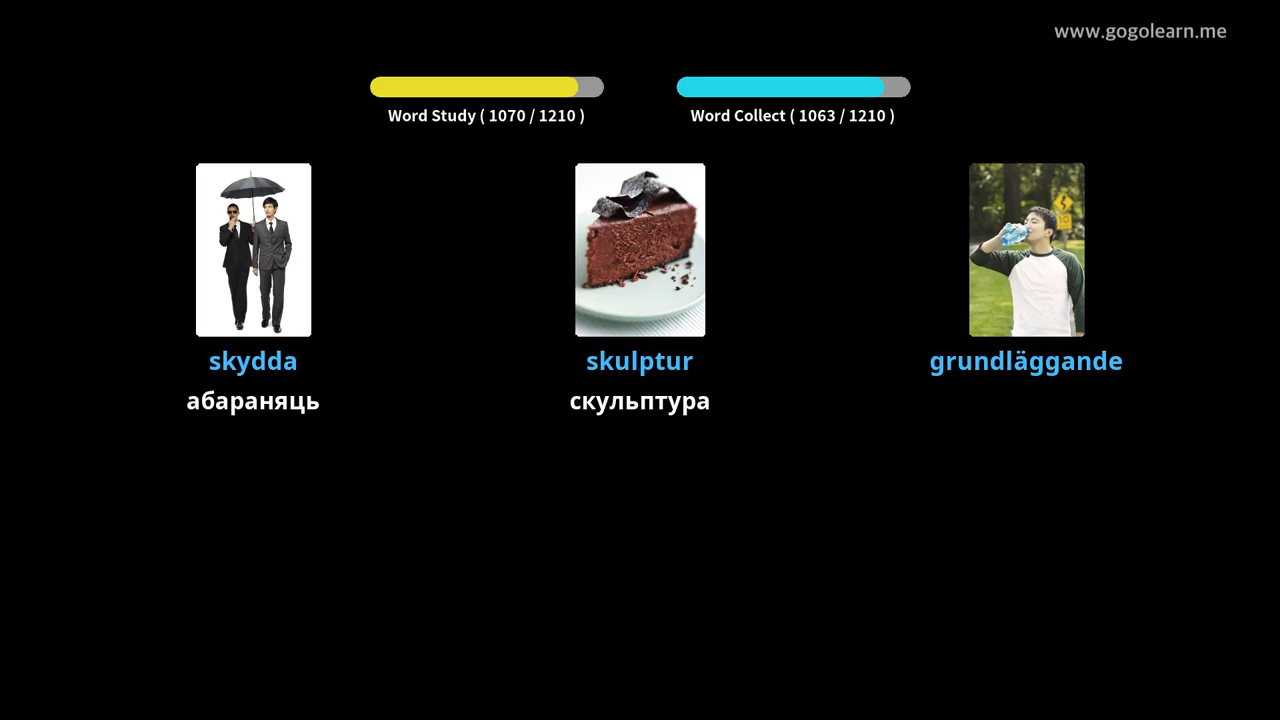 www.gogolearn.me
Word Study ( 1070 / 1210 )
Word Collect ( 1063 / 1210 )
skydda
skulptur
grundläggande
абараняць
скульптура